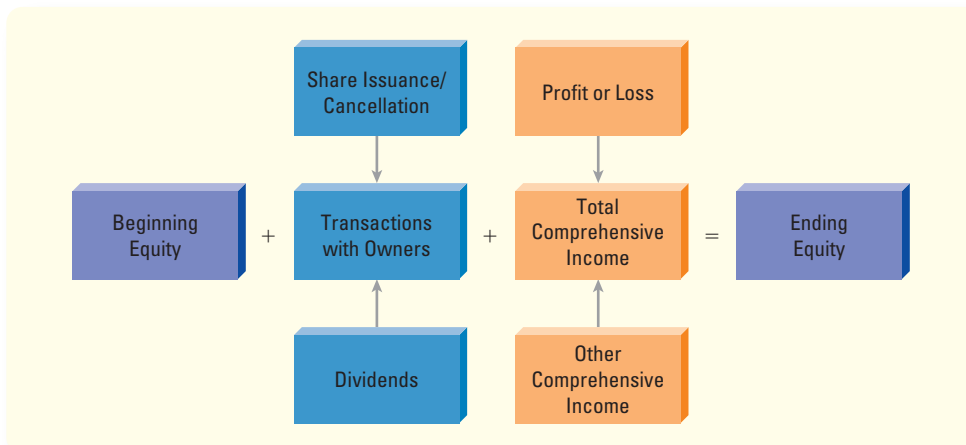 Share Issuance/
Cancellation
Profit or Loss
Beginning
Equity
+
Transactions
with Owners
+
Total
Comprehensive
Income
=
Ending
Equity
Dividends
Other
Comprehensive
Income